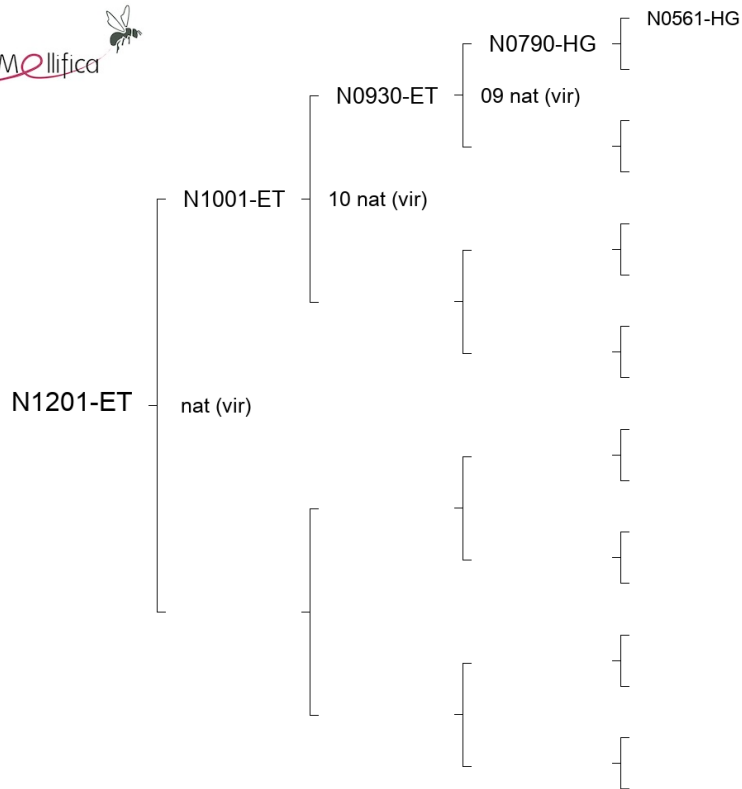 Mellifica
N0561-HG
N0790-HG
N0930-ET
09 nat (vir)
N1001-ET
10 nat (vir)
N1201-ET
nat (vir)